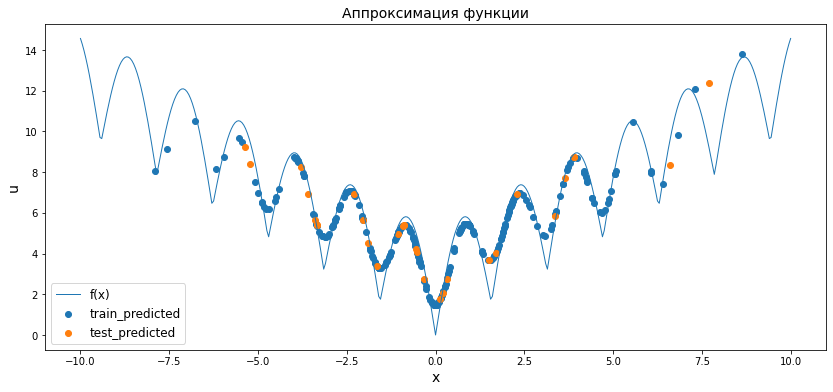 Аппроксимация функции
u
14
12
10
8
6
4
2
0
f(x)
train_predicted
test_predicted
−10.0 −7.5 −5.0 −2.5 0.0 2.5 5.0 7.5 10.0
x